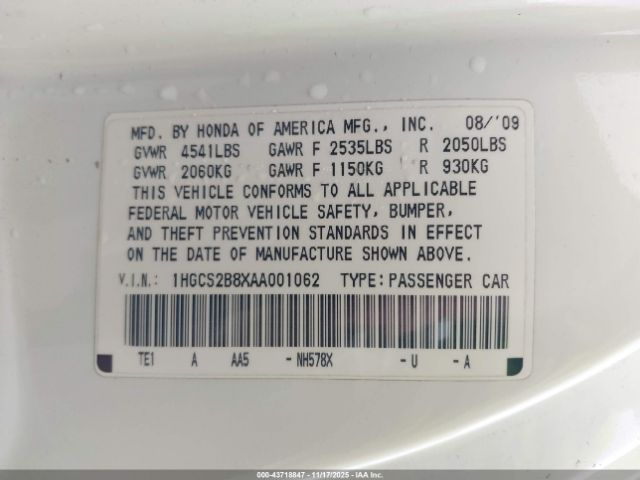 MFD. BY HONDA OF AMERICA MFG., INC. 08/'09
GVWR 4541LBS GAWR F 2535LBS R 2050LBS
GVWR 2060KG GAWR F 1150KG R 930KG
THIS VEHICLE CONFORMS TO ALL APPLICABLE
FEDERAL MOTOR VEHICLE SAFETY, BUMPER,
AND THEFT PREVENTION STANDARDS IN EFFECT
ON THE DATE OF MANUFACTURE SHOWN ABOVE.
V.I.N.: 1HGCS2B8XAA001062 TYPE:PASSENGER CAR
TE1 A AA5 -NH578X -U -A
000-43718847 - 11/17/2025 - IAA Inc.